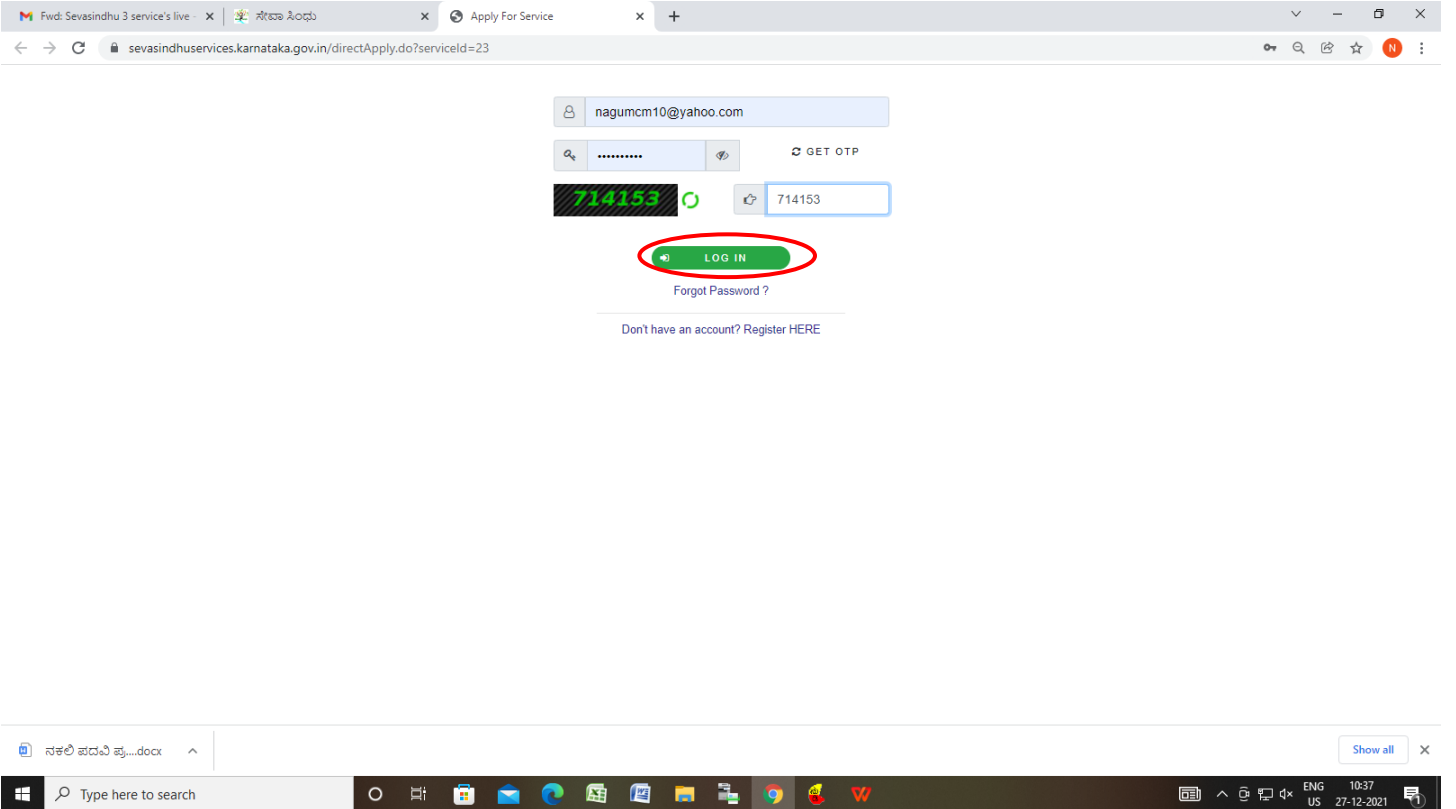 Fwd: Sevasindhu 3 service's live -
ಸೇವಾ ಸಿಂಧು
Apply For Service
sevasindhuservices.karnataka.gov.in/directApply.do?serviceId=23
N
nagumcm10@yahoo.com
••••••••••
GET OTP
714153
714153
LOG IN
Forgot Password ?
Don't have an account? Register HERE
ನಕಲಿ ಪದವಿ ಪ್ರ....docx
Show all
Type here to search
ENG
US
10:37
27-12-2021
1